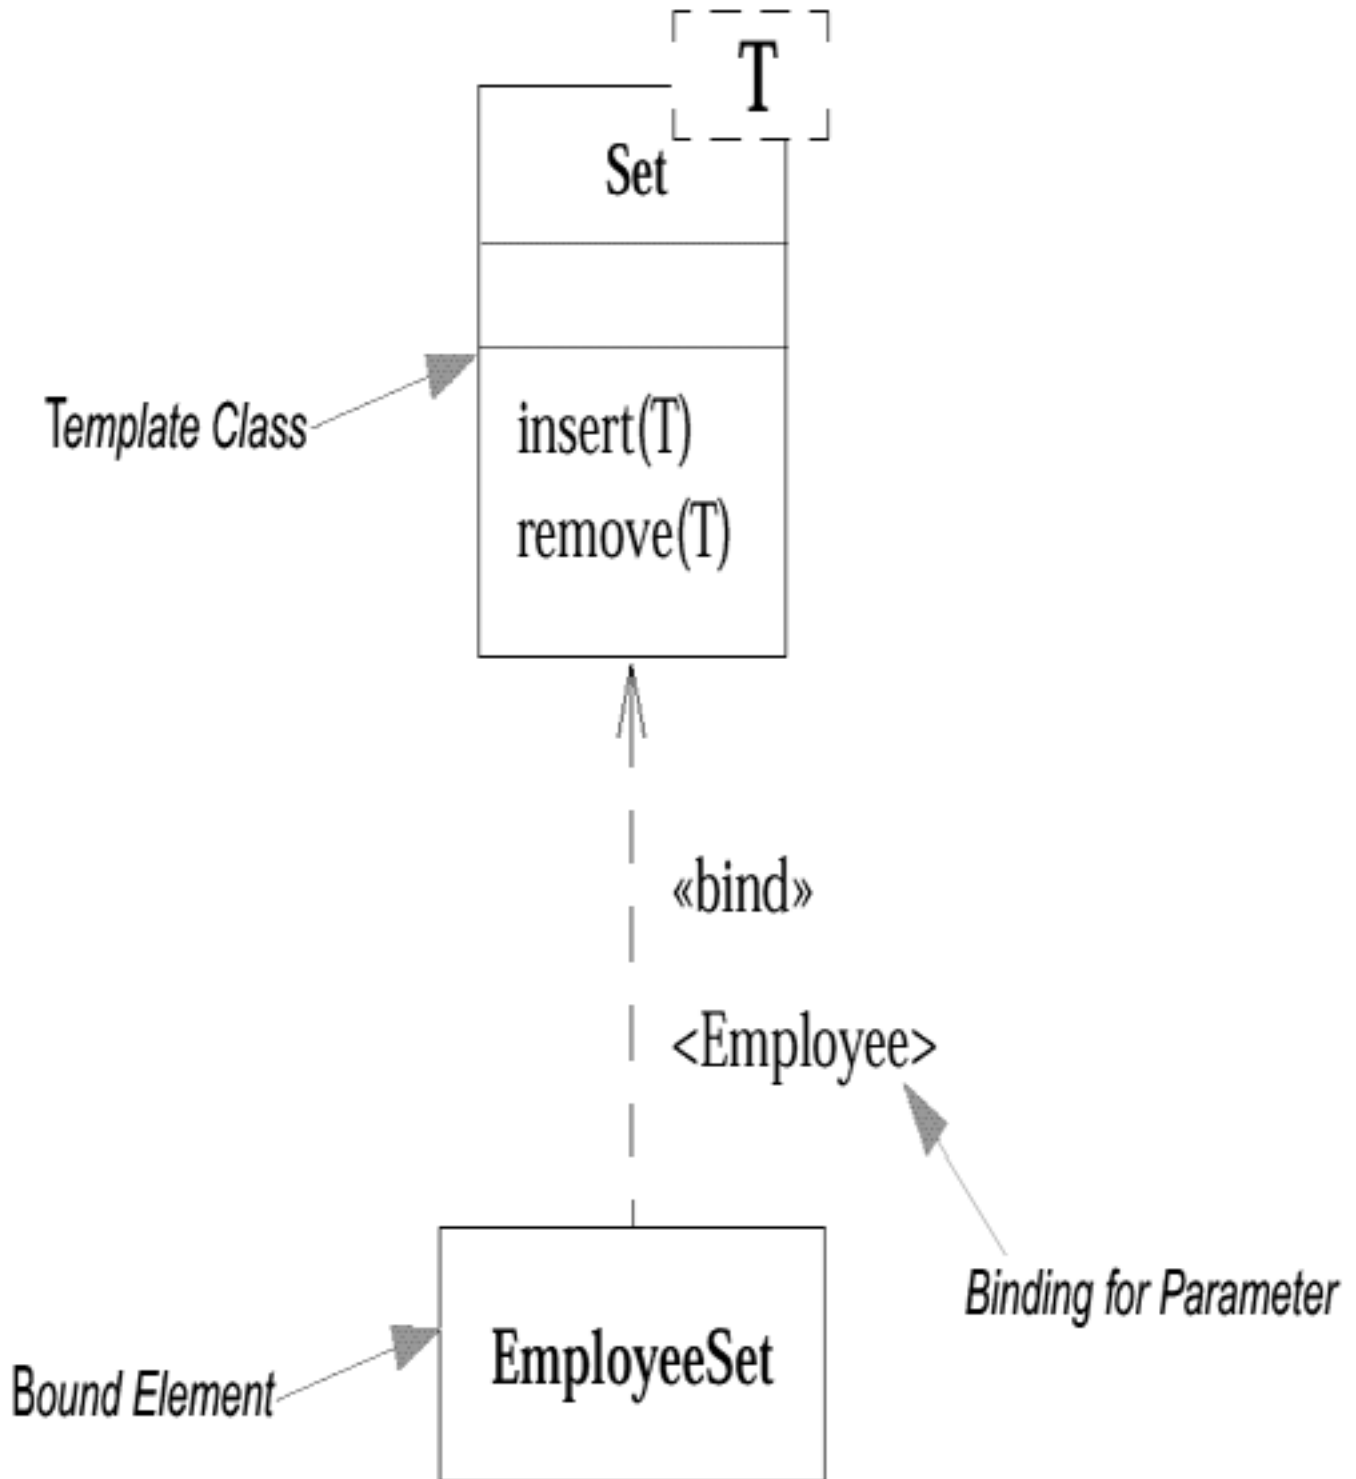 T
Set
Template Class
insert(T)
remove(T)
«bind»
<Employee>
Binding for Parameter
Bound Element
EmployeeSet